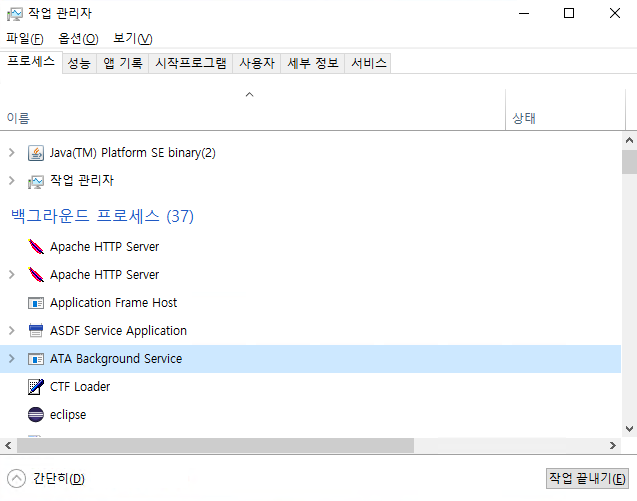 작업 관리자
파일(F) 옵션(O) 보기(V)
프로세스 성능 앱 기록 시작프로그램 사용자 세부 정보 서비스
이름 상태
Java(TM) Platform SE binary(2)
작업 관리자
백그라운드 프로세스 (37)
Apache HTTP Server
Apache HTTP Server
Application Frame Host
ASDF Service Application
ATA Background Service
CTF Loader
eclipse
간단히(D) 작업 끝내기(E)